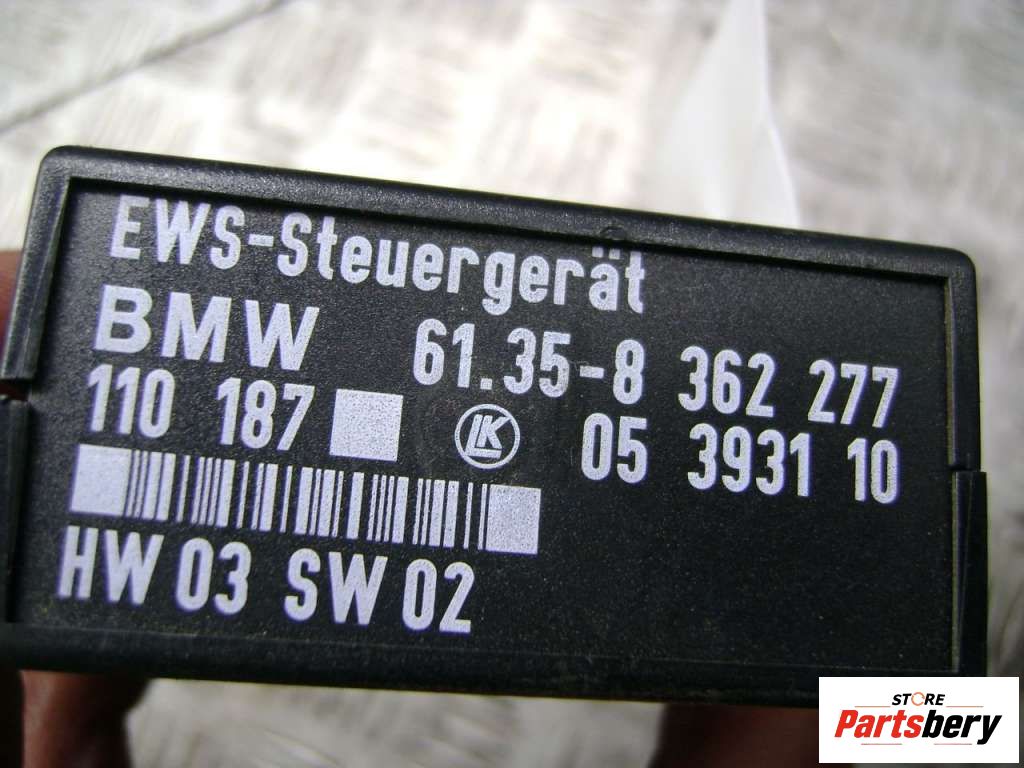 EWS-Steuergerät
BMW 61.35-8 362 277
110 187 LK 05 3931 10
HW 03 SW 02
STORE
Partsbery